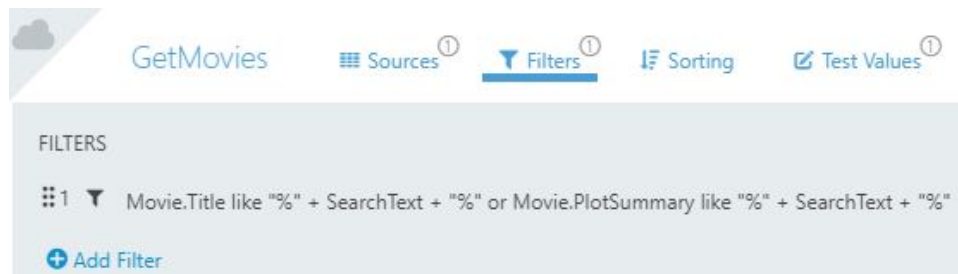 GetMovies Sources 1 Filters 1 Sorting Test Values 1
FILTERS
1 Movie.Title like "%" + SearchText + "%" or Movie.PlotSummary like "%" + SearchText + "%"
Add Filter